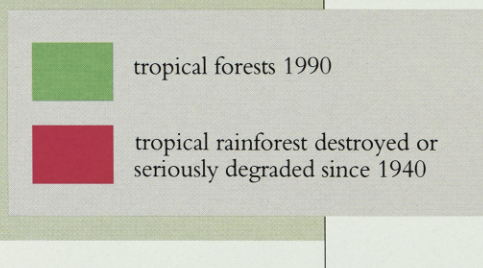 tropical forests 1990
tropical rainforest destroyed or
seriously degraded since 1940